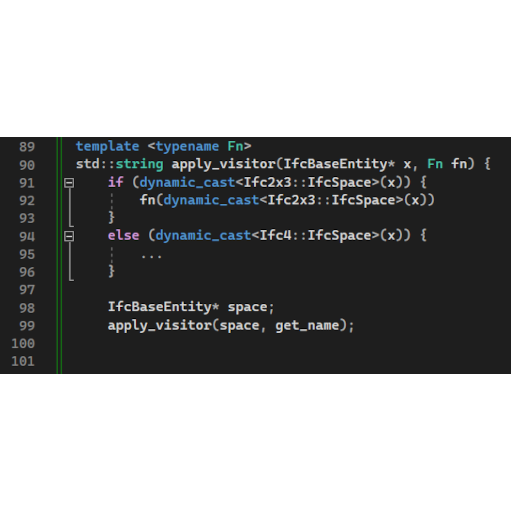 89 template <typename Fn>
90 std::string apply_visitor(IfcBaseEntity* x, Fn fn) {
91 if (dynamic_cast<Ifc2x3::IfcSpace>(x)) {
92 fn(dynamic_cast<Ifc2x3::IfcSpace>(x))
93 }
94 else (dynamic_cast<Ifc4::IfcSpace>(x)) {
95 ...
96 }
97
98 IfcBaseEntity* space;
99 apply_visitor(space, get_name);
100
101